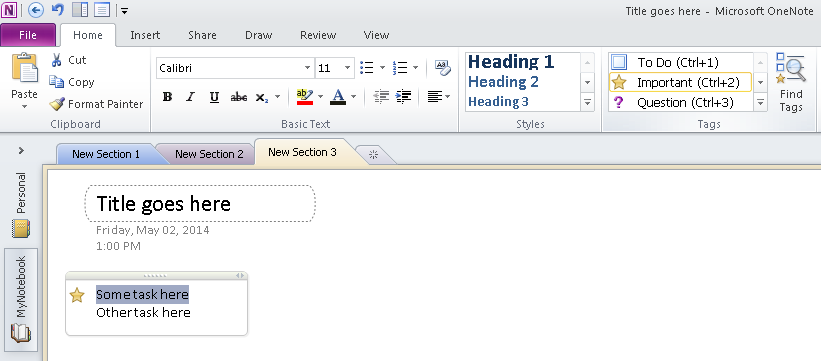 Title goes here - Microsoft OneNote
File Home Insert Share Draw Review View
Paste
Cut
Copy
Format Painter
Clipboard
Calibri 11
B I U abc X₂ ab A
Basic Text
Heading 1
Heading 2
Heading 3
Styles
To Do (Ctrl+1)
Important (Ctrl+2)
? Question (Ctrl+3)
Tags
Find
Tags
New Section 1 New Section 2 New Section 3
Personal
MyNotebook
Title goes here
Friday, May 02, 2014
1:00 PM
Some task here
Other task here